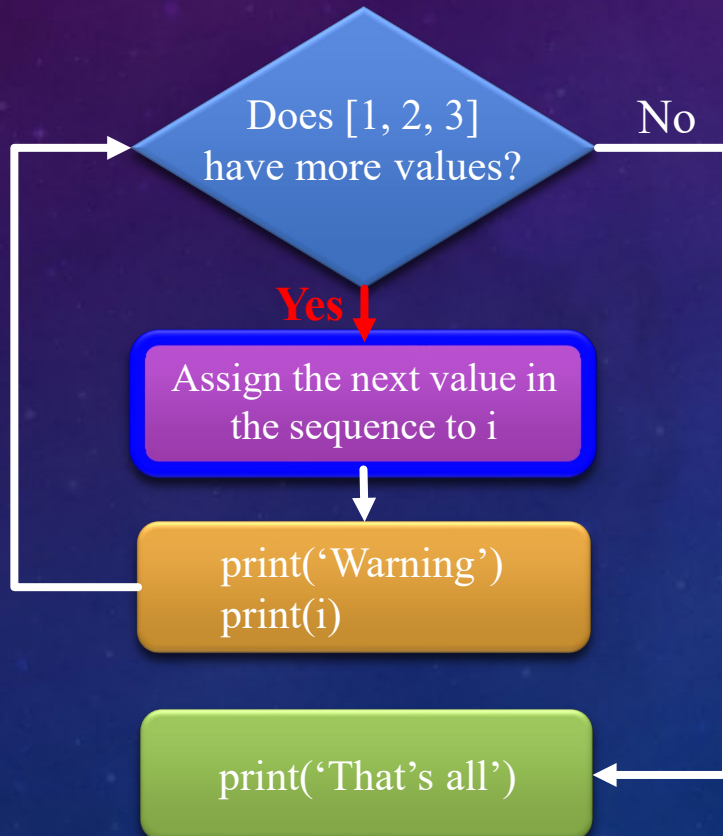 Does [1, 2, 3]
have more values?
No
Yes
Assign the next value in
the sequence to i
print(‘Warning’)
print(i)
print(‘That’s all’)